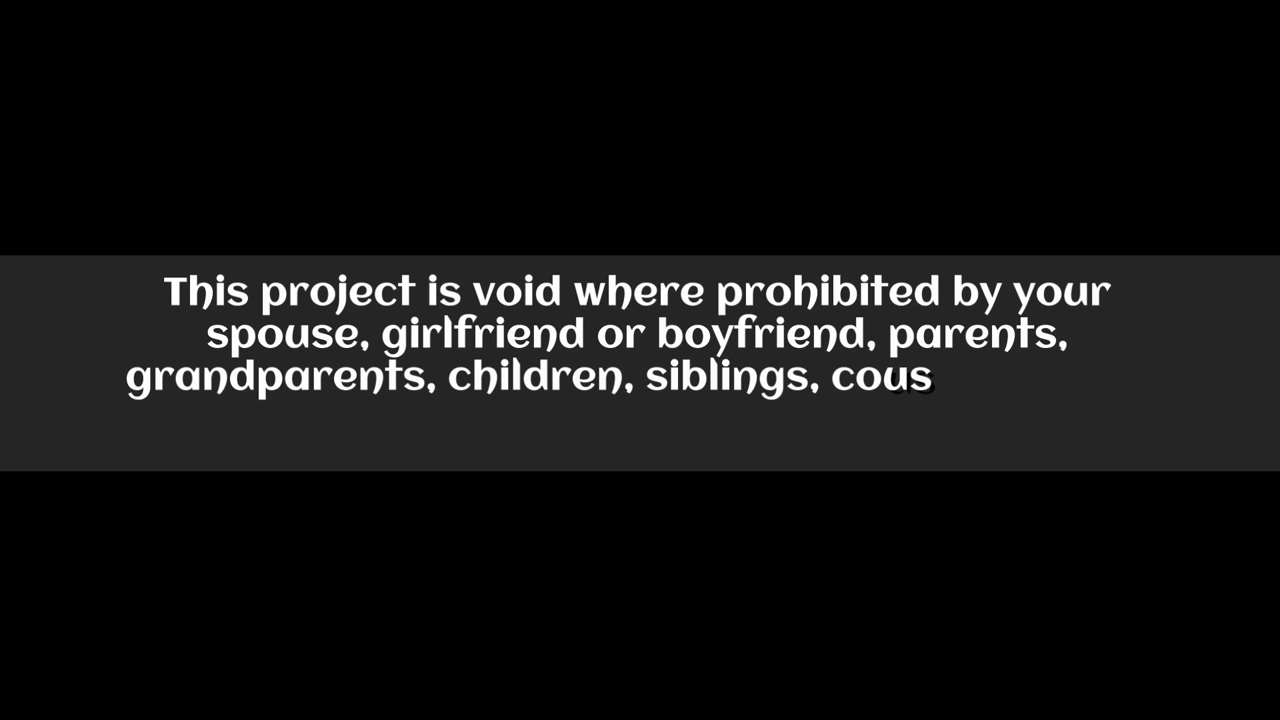 This project is void where prohibited by your
spouse, girlfriend or boyfriend, parents,
grandparents, children, siblings, cous